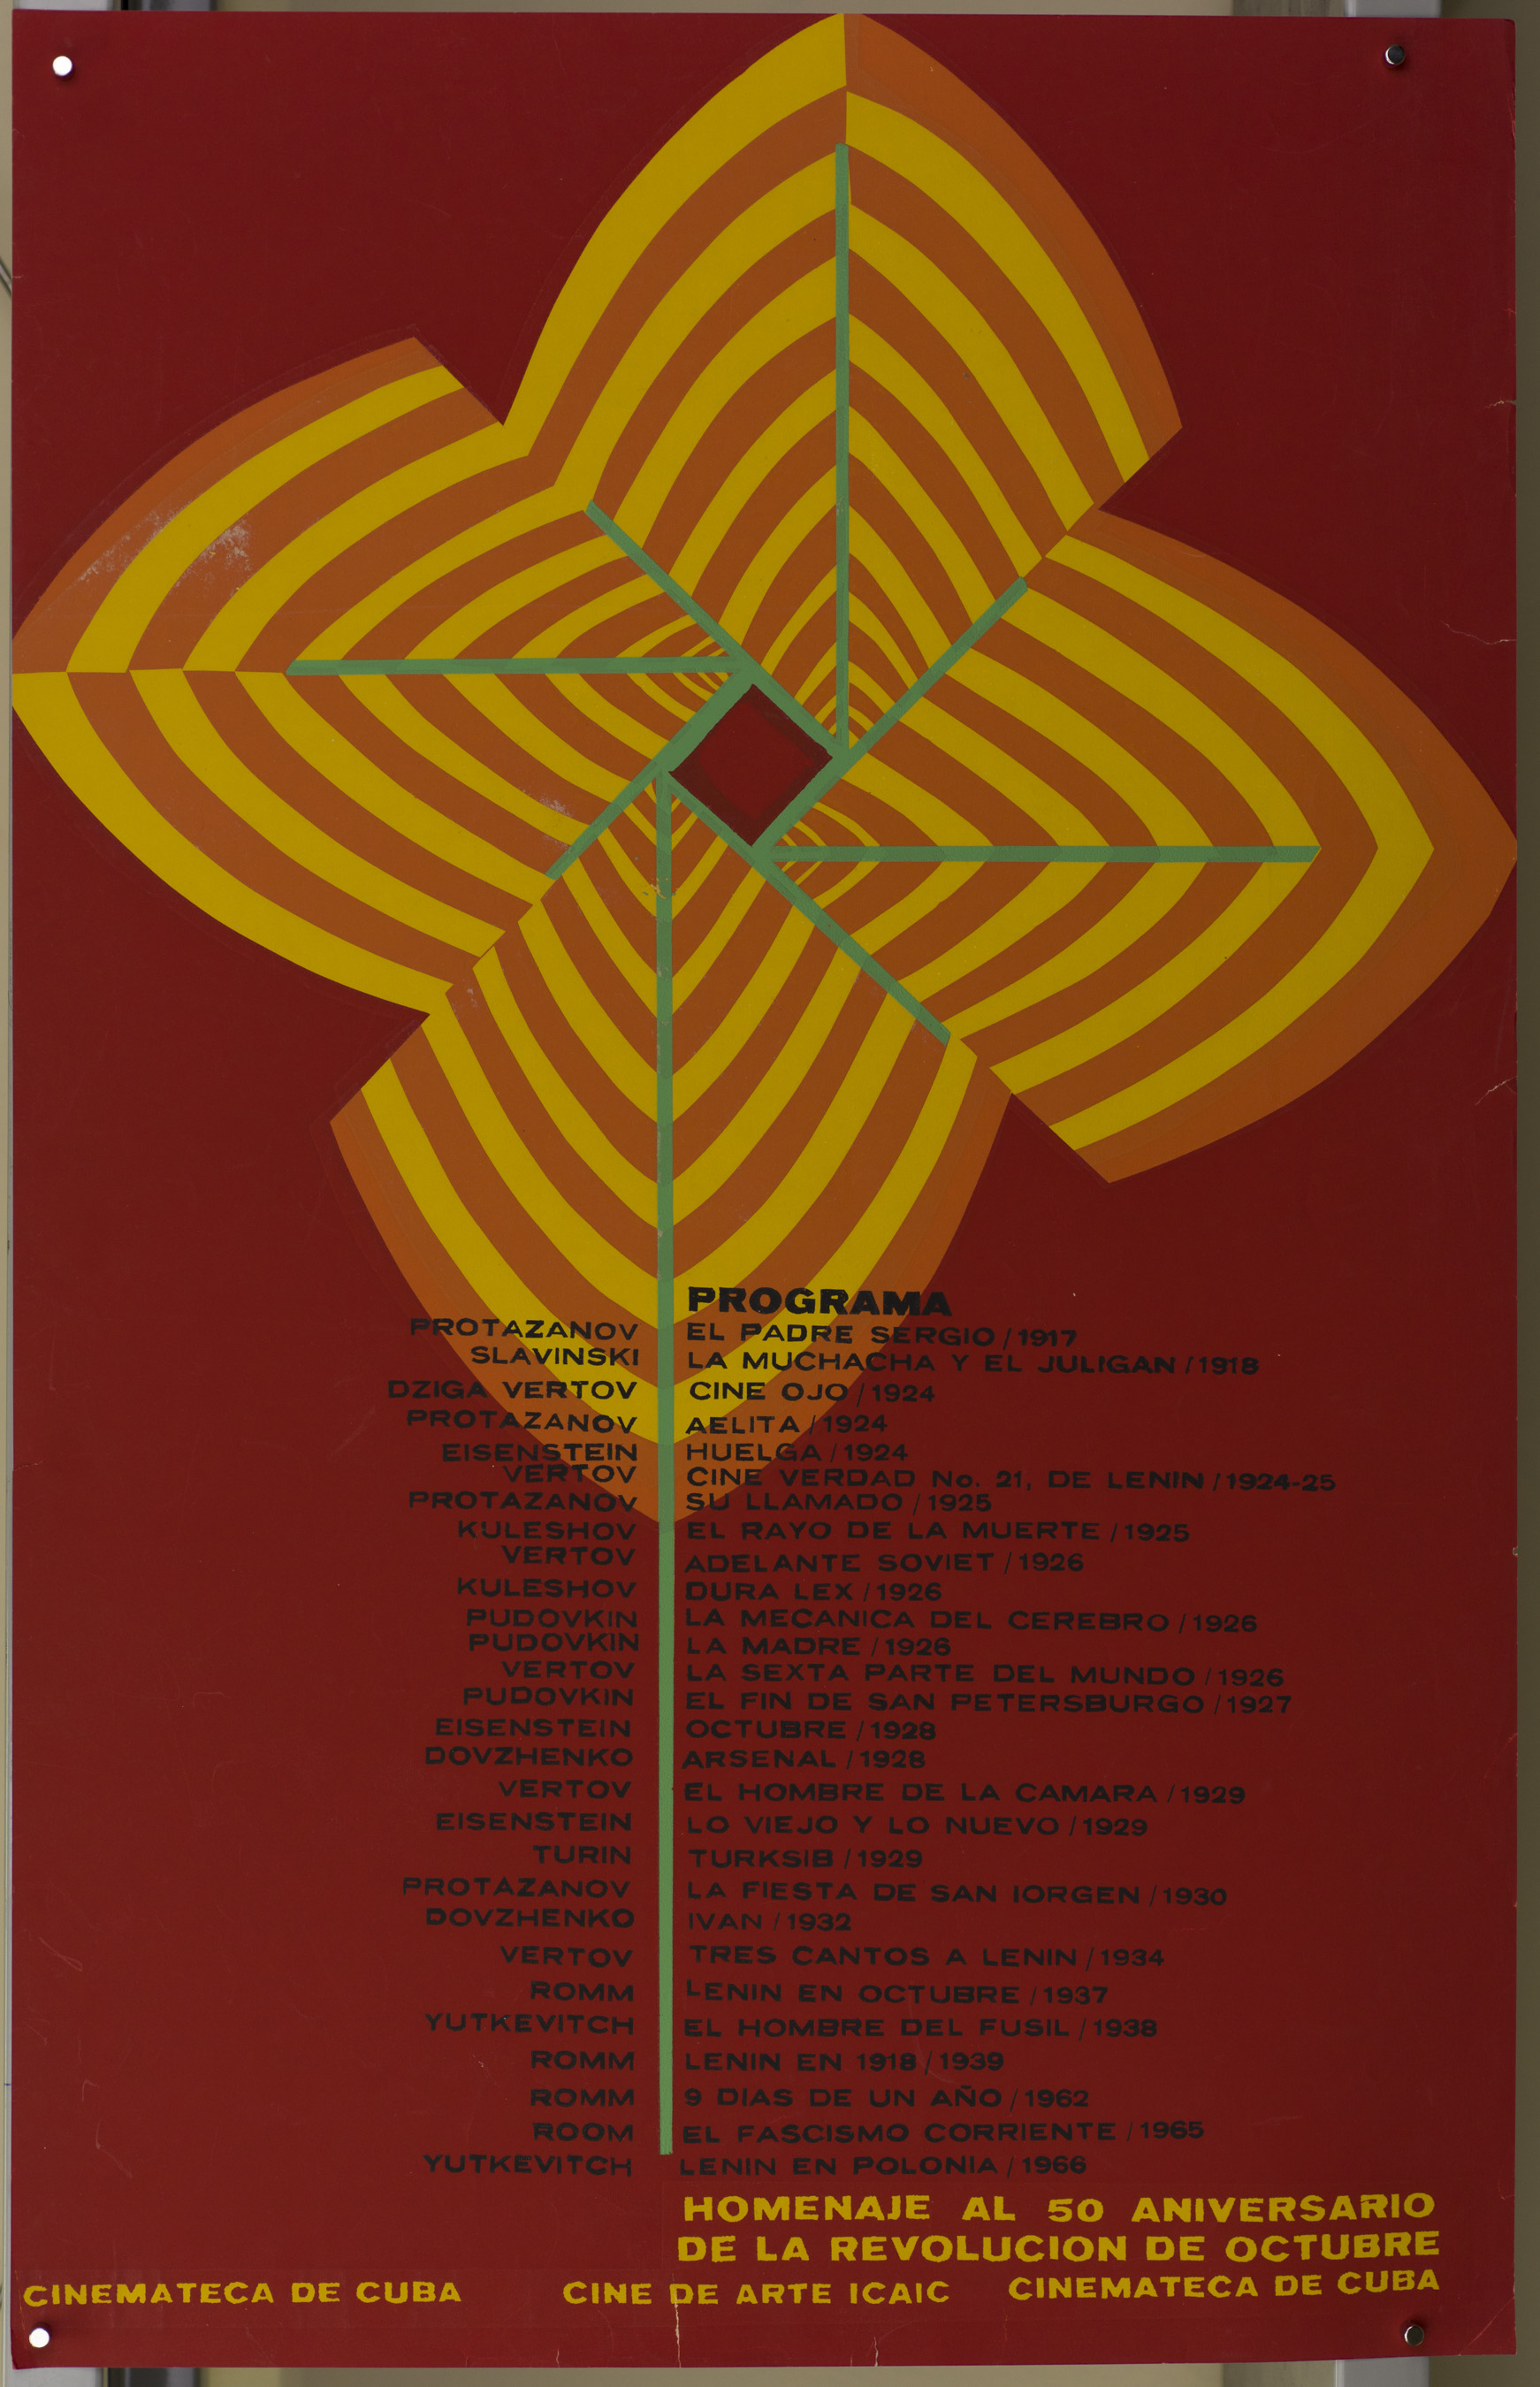 PROGRAMA
PROTAZANOV EL PADRE SERGIO / 1917
SLAVINSKI LA MUCHACHA Y EL JULIGAN / 1918
DZIGA VERTOV CINE OJO / 1924
PROTAZANOV AELITA / 1924
EISENSTEIN HUELGA / 1924
VERTOV CINE VERDAD No. 21, DE LENIN / 1924-25
PROTAZANOV SU LLAMADO / 1925
KULESHOV EL RAYO DE LA MUERTE / 1925
VERTOV ADELANTE SOVIET / 1926
KULESHOV DURA LEX / 1926
PUDOVKIN LA MECANICA DEL CEREBRO / 1926
PUDOVKIN LA MADRE / 1926
VERTOV LA SEXTA PARTE DEL MUNDO / 1926
PUDOVKIN EL FIN DE SAN PETERSBURGO / 1927
EISENSTEIN OCTUBRE / 1928
DOVZHENKO ARSENAL / 1928
VERTOV EL HOMBRE DE LA CAMARA / 1929
EISENSTEIN LO VIEJO Y LO NUEVO / 1929
TURIN TURKSIB / 1929
PROTAZANOV LA FIESTA DE SAN IORGEN / 1930
DOVZHENKO IVAN / 1932
VERTOV TRES CANTOS A LENIN / 1934
ROMM LENIN EN OCTUBRE / 1937
YUTKEVITCH EL HOMBRE DEL FUSIL / 1938
ROMM LENIN EN 1918 / 1939
ROMM 9 DIAS DE UN AÑO / 1962
ROOM EL FASCISMO CORRIENTE / 1965
YUTKEVITCH LENIN EN POLONIA / 1966
HOMENAJE AL 50 ANIVERSARIO
DE LA REVOLUCION DE OCTUBRE
CINEMATECA DE CUBA CINE DE ARTE ICAIC CINEMATECA DE CUBA